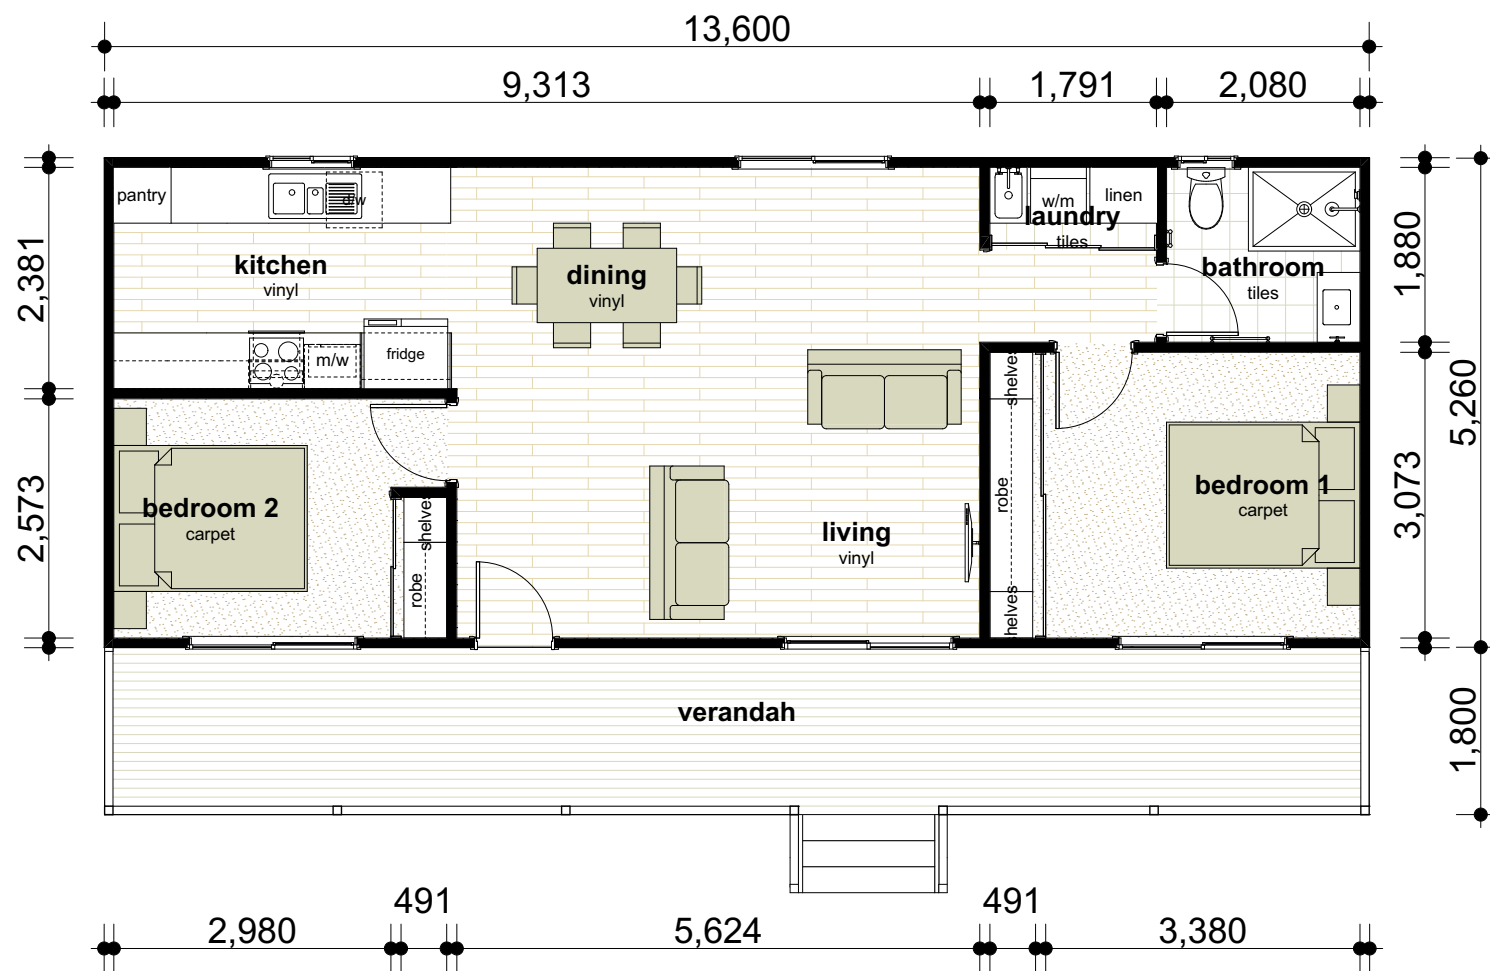 13,600
9,313
1,791
2,080
pantry
d/w
w/m
linen
laundry
tiles
kitchen
vinyl
dining
vinyl
bathroom
tiles
2,381
1,880
m/w
fridge
shelves
5,260
bedroom 2
carpet
shelves
robe
living
vinyl
robe
shelves
bedroom 1
carpet
2,573
3,073
verandah
1,800
491
491
2,980
5,624
3,380